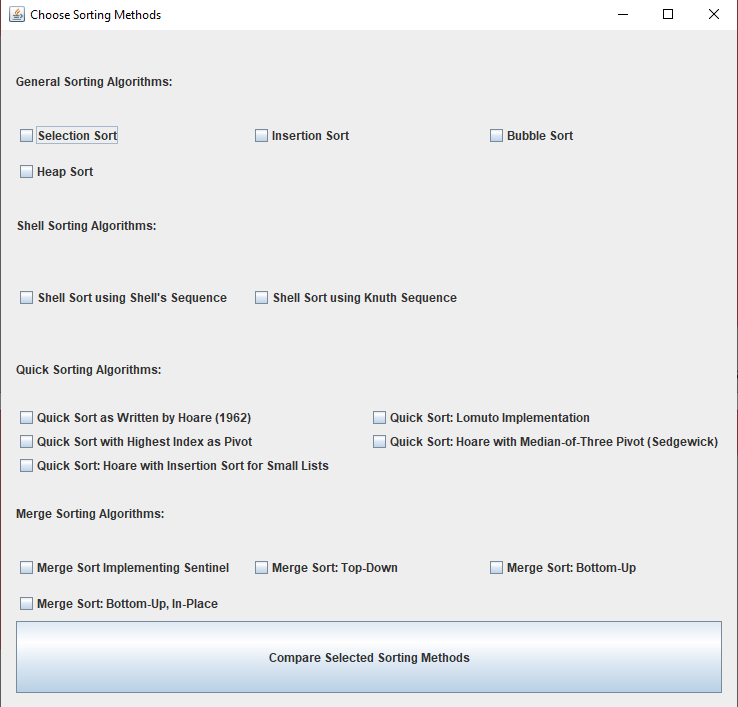 Choose Sorting Methods
General Sorting Algorithms:
Selection Sort Insertion Sort Bubble Sort
Heap Sort
Shell Sorting Algorithms:
Shell Sort using Shell's Sequence Shell Sort using Knuth Sequence
Quick Sorting Algorithms:
Quick Sort as Written by Hoare (1962) Quick Sort: Lomuto Implementation
Quick Sort with Highest Index as Pivot Quick Sort: Hoare with Median-of-Three Pivot (Sedgewick)
Quick Sort: Hoare with Insertion Sort for Small Lists
Merge Sorting Algorithms:
Merge Sort Implementing Sentinel Merge Sort: Top-Down Merge Sort: Bottom-Up
Merge Sort: Bottom-Up, In-Place
Compare Selected Sorting Methods